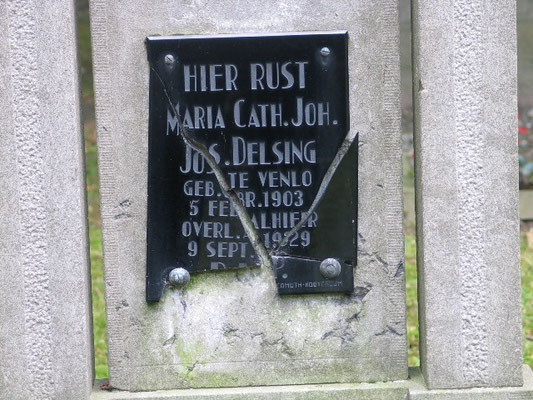 HIER RUST
MARIA CATH. JOH.
JOS. DELSING
GEB. TE VENLO
5 FEBR. 1903
OVERL. ALHIER
9 SEPT. 1929